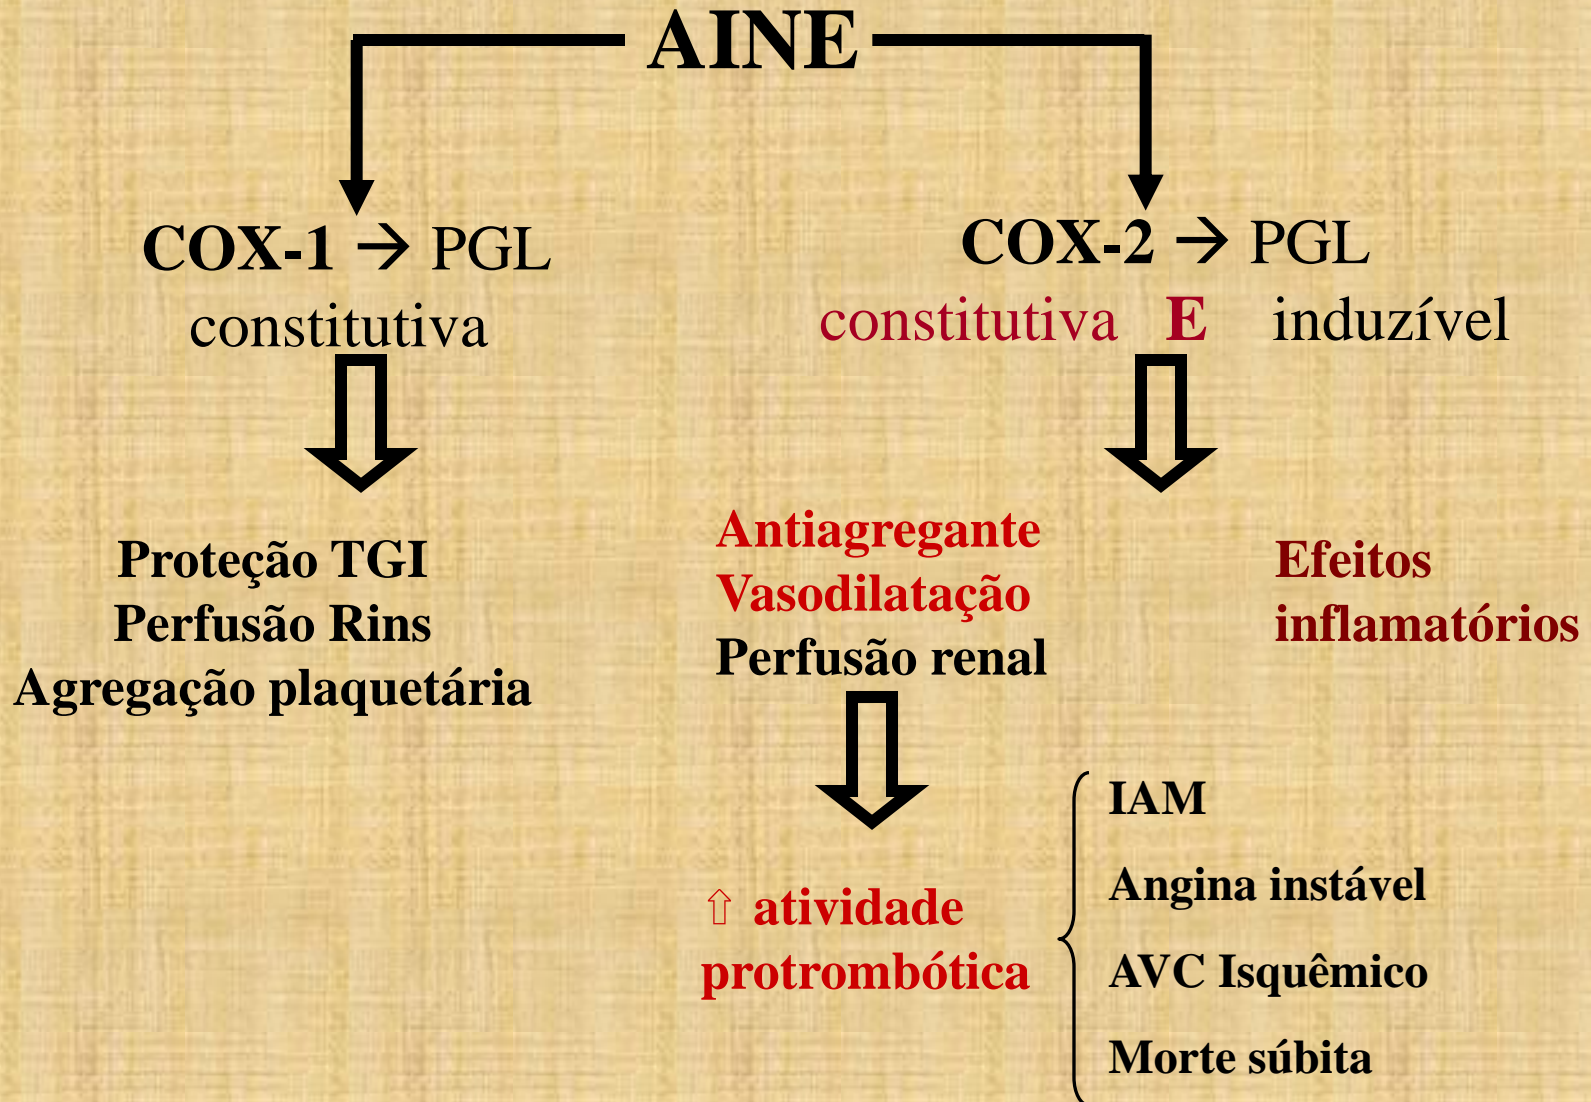 AINE
COX-1 → PGL
constitutiva
Proteção TGI
Perfusão Rins
Agregação plaquetária
COX-2 → PGL
constitutiva E induzível
Antiagregante
Vasodilatação
Perfusão renal
Efeitos
inflamatórios
⇧ atividade
protrombótica
IAM
Angina instável
AVC Isquêmico
Morte súbita